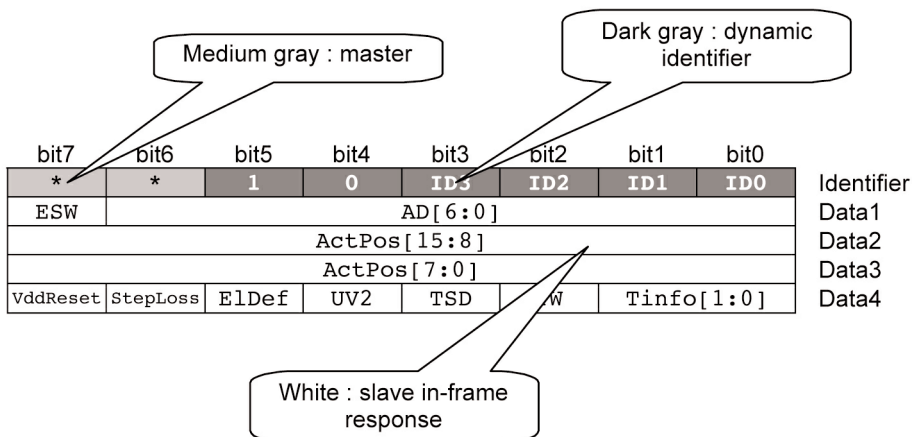 Medium gray : master
Dark gray : dynamic
identifier
bit7 bit6 bit5 bit4 bit3 bit2 bit1 bit0
* * 1 0 ID3 ID2 ID1 ID0 Identifier
ESW AD[6:0] Data1
ActPos[15:8] Data2
ActPos[7:0] Data3
VddReset StepLoss ElDef UV2 TSD Tinfo[1:0] Data4
White : slave in-frame
response